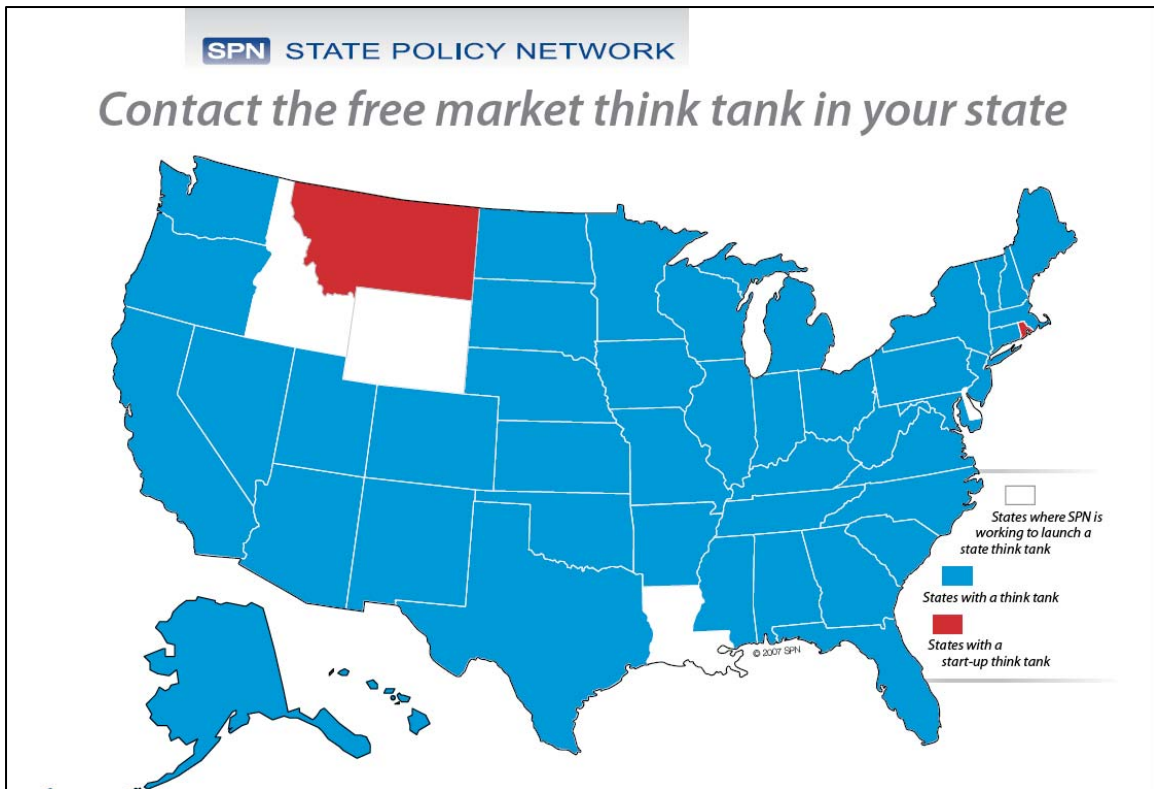 SPN STATE POLICY NETWORK
Contact the free market think tank in your state
States where SPN is
working to launch a
state think tank
States with a think tank
© 2007 SPN
States with a
start-up think tank